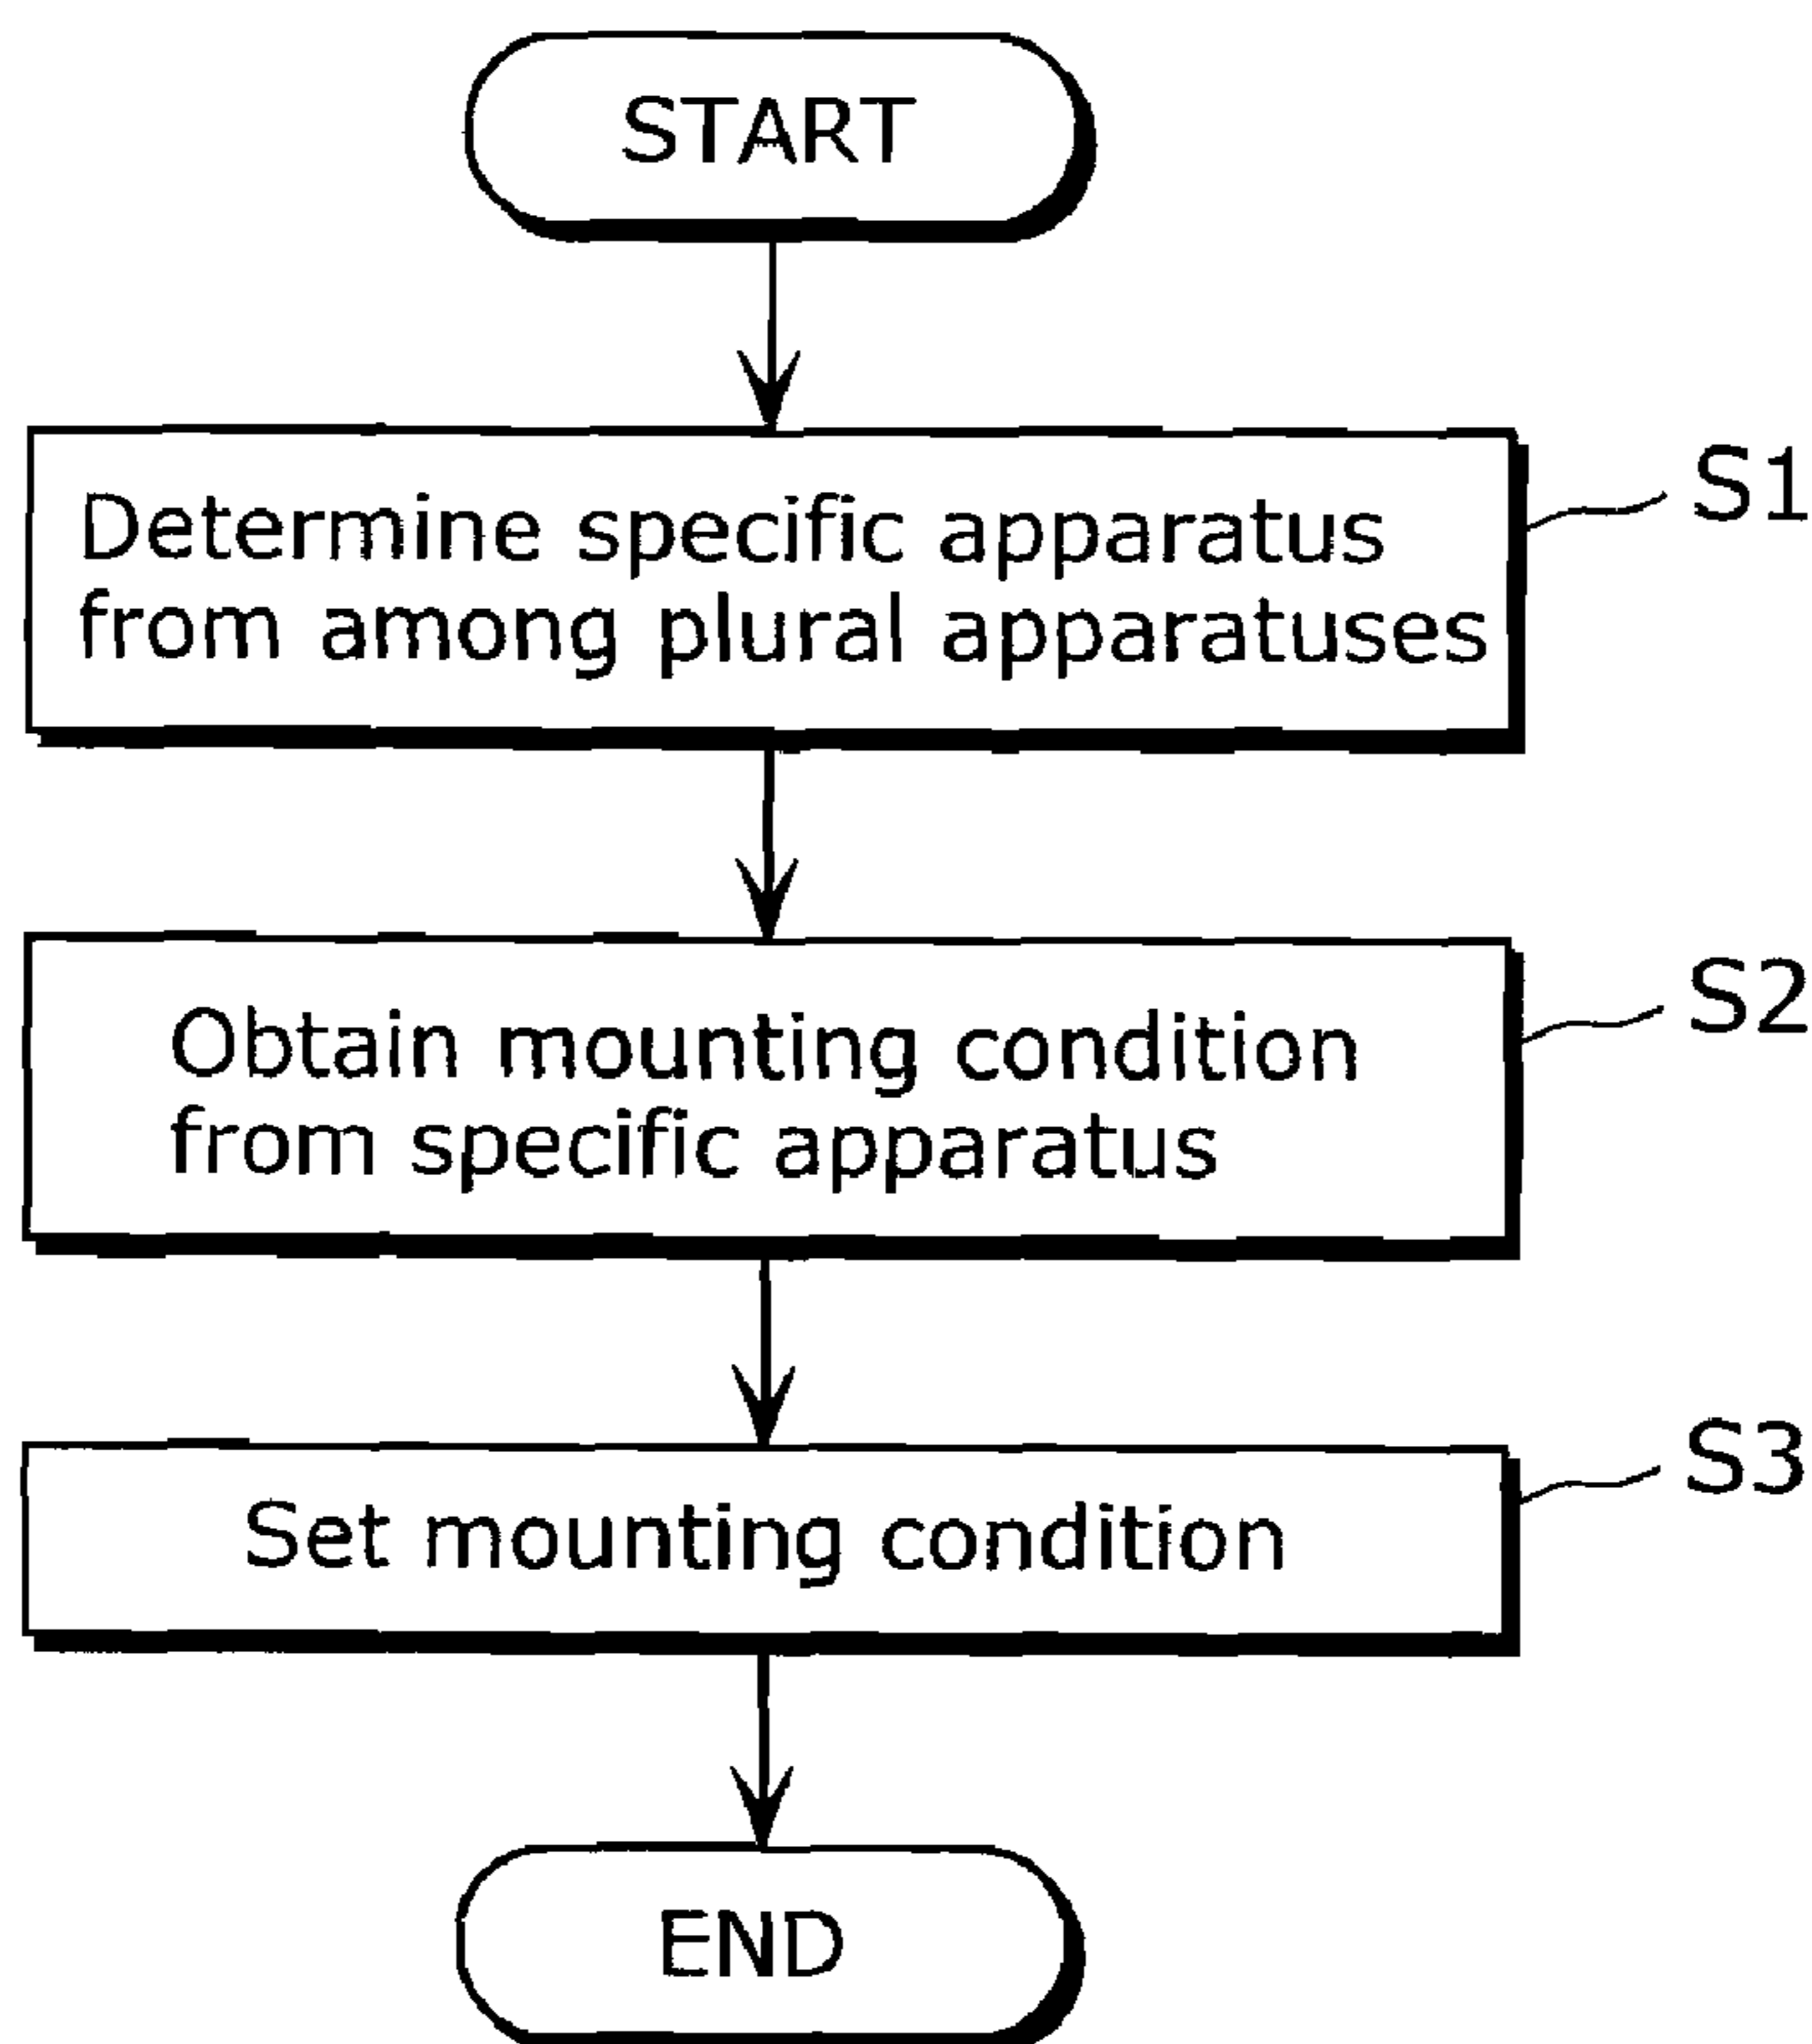 START
Determine specific apparatus
from among plural apparatuses
S1
Obtain mounting condition
from specific apparatus
S2
Set mounting condition
S3
END